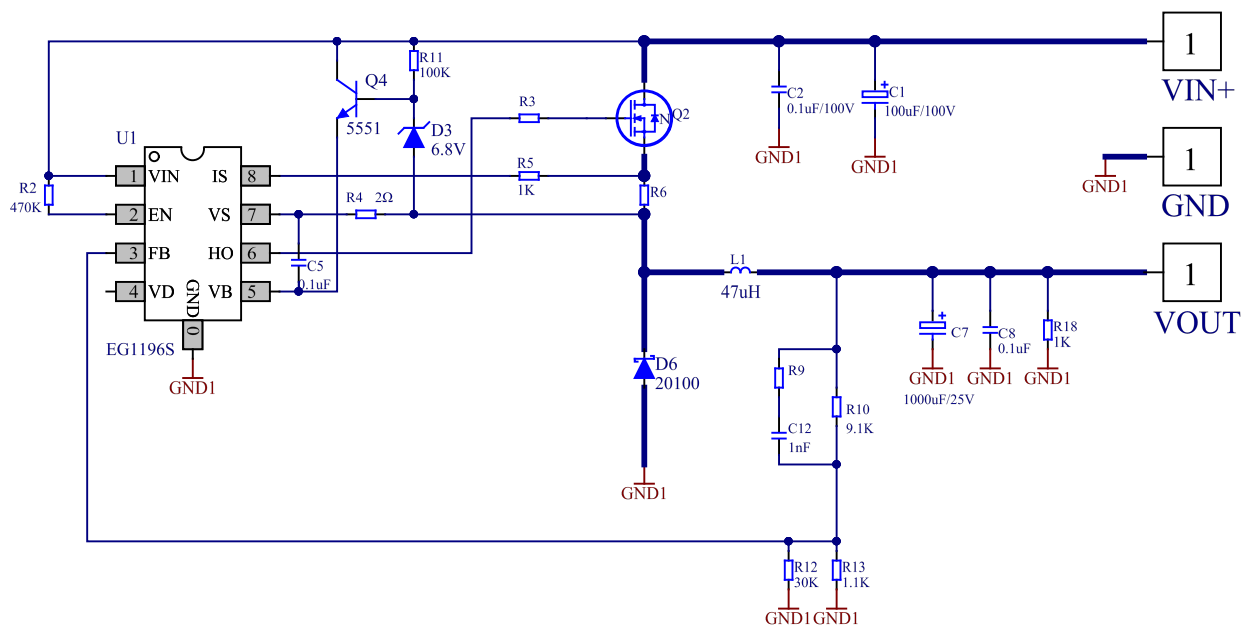 1
VIN+
R11
100K
Q4
5551
C2
0.1uF/100V
C1
100uF/100V
R3
N
Q2
D3
6.8V
GND1
GND1
U1
1
VIN
IS
8
R5
1K
1
GND1
GND
R2
470K
2
EN
VS
7
R4
2Ω
R6
3
FB
HO
6
C5
0.1uF
4
VD
GND
VB
5
0
EG1196S
GND1
L1
47uH
1
VOUT
C7
C8
0.1uF
R18
1K
D6
20100
GND1
GND1
GND1
1000uF/25V
R9
R10
9.1K
C12
1nF
GND1
R12
30K
R13
1.1K
GND1
GND1